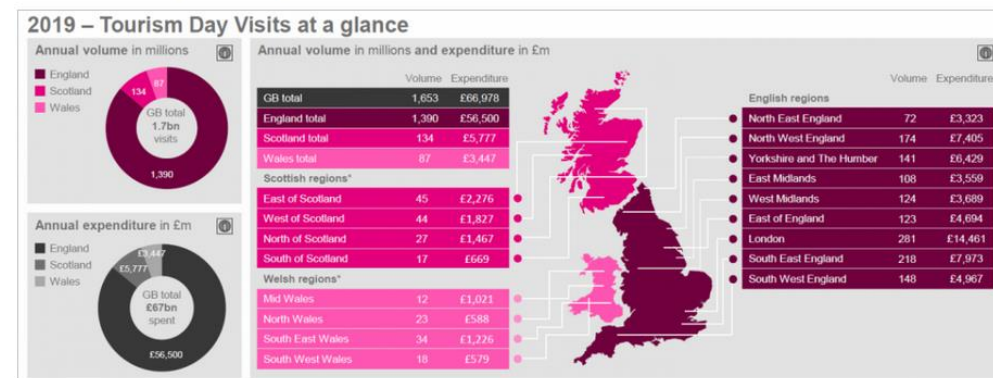 2019 – Tourism Day Visits at a glance
Annual volume in millions
England
Scotland
Wales
134
87
GB total
1.7bn
visits
1,390
Annual expenditure in £m
England
Scotland
Wales
£3,447
£5,777
GB total
£67bn
spent
£56,500
Annual volume in millions and expenditure in £m
Volume Expenditure
GB total 1,653 £66,978
England total 1,390 £56,500
Scotland total 134 £5,777
Wales total 87 £3,447
Scottish regions*
East of Scotland 45 £2,276
West of Scotland 44 £1,827
North of Scotland 27 £1,467
South of Scotland 17 £669
Welsh regions*
Mid Wales 12 £1,021
North Wales 23 £588
South East Wales 34 £1,226
South West Wales 18 £579
Volume Expenditure
English regions
North East England 72 £3,323
North West England 174 £7,405
Yorkshire and The Humber 141 £6,429
East Midlands 108 £3,559
West Midlands 124 £3,689
East of England 123 £4,694
London 281 £14,461
South East England 218 £7,973
South West England 148 £4,967